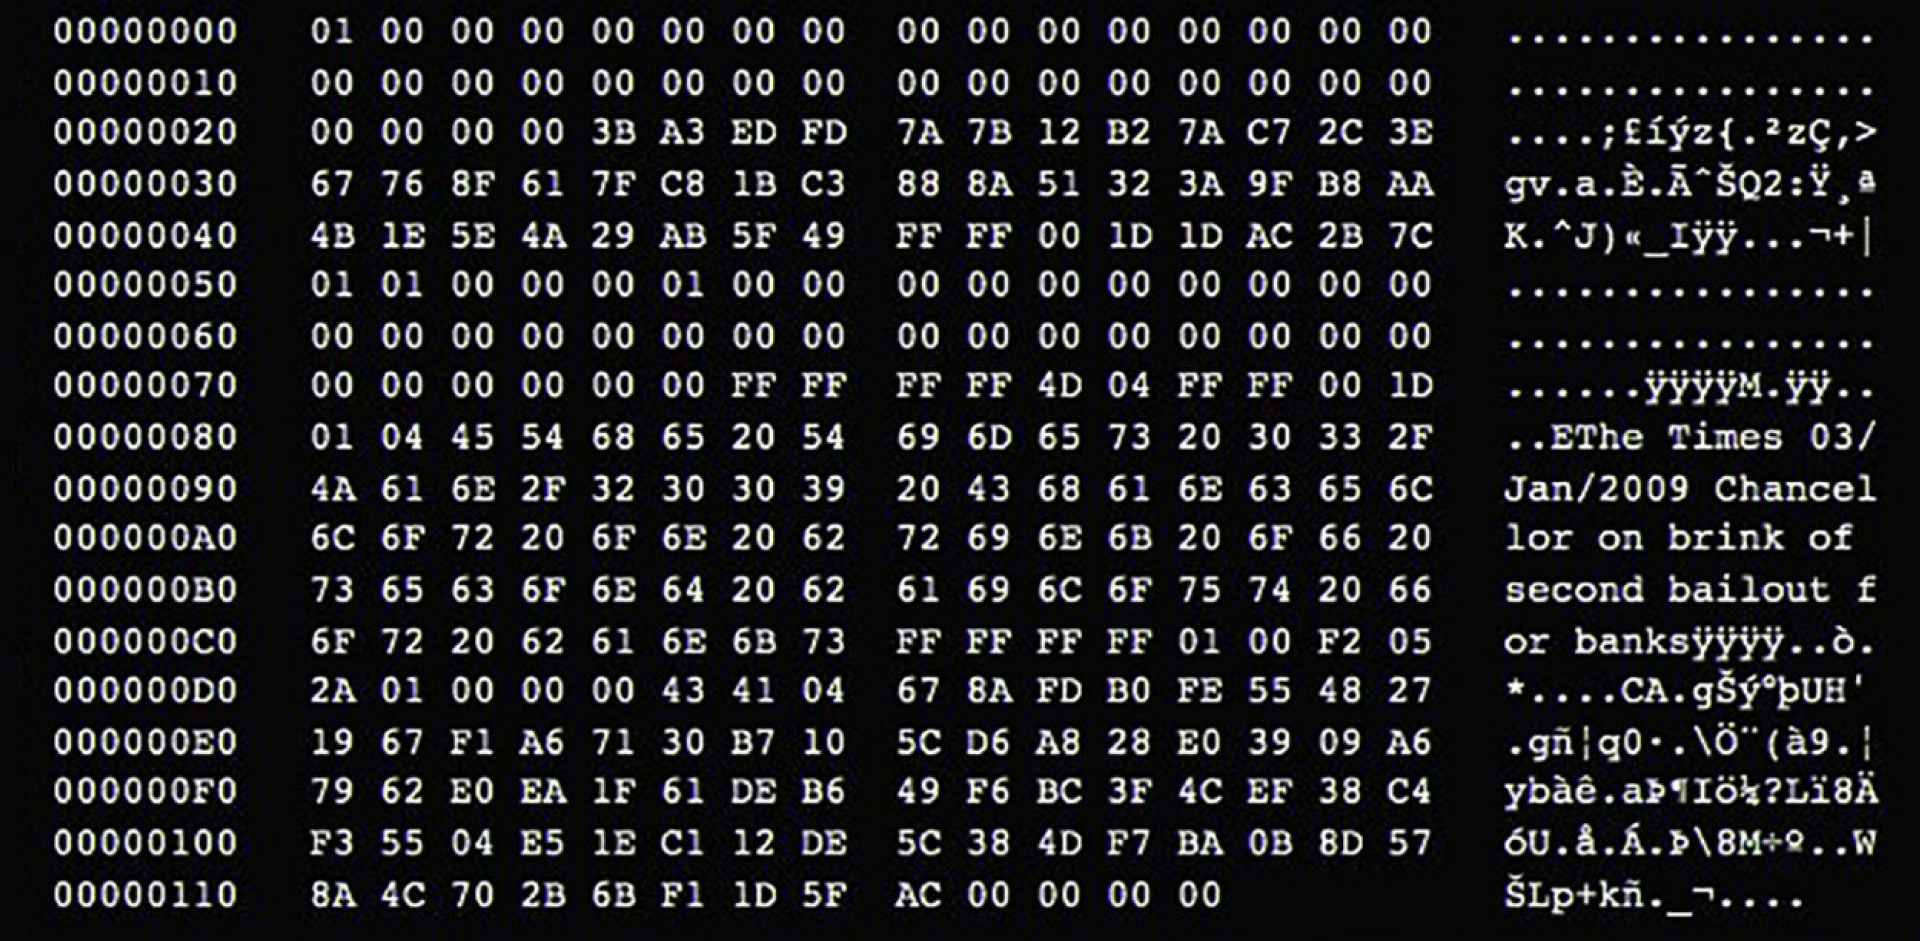 00000000 01 00 00 00 00 00 00 00 00 00 00 00 00 00 00 00 ................
00000010 00 00 00 00 00 00 00 00 00 00 00 00 00 00 00 00 ................
00000020 00 00 00 00 3B A3 ED FD 7A 7B 12 B2 7A C7 2C 3E ....;£íýz{.²zÇ,>
00000030 67 76 8F 61 7F C8 1B C3 88 8A 51 32 3A 9F B8 AA gv.a.È.ÃˆŠQ2:Ÿ¸ª
00000040 4B 1E 5E 4A 29 AB 5F 49 FF FF 00 1D 1D AC 2B 7C K.^J)«_Iÿÿ...¬+|
00000050 01 01 00 00 00 01 00 00 00 00 00 00 00 00 00 00 ................
00000060 00 00 00 00 00 00 00 00 00 00 00 00 00 00 00 00 ................
00000070 00 00 00 00 00 00 FF FF FF FF 4D 04 FF FF 00 1D ......ÿÿÿÿM.ÿÿ..
00000080 01 04 45 54 68 65 20 54 69 6D 65 73 20 30 33 2F ..EThe Times 03/
00000090 4A 61 6E 2F 32 30 30 39 20 43 68 61 6E 63 65 6C Jan/2009 Chancel
000000A0 6C 6F 72 20 6F 6E 20 62 72 69 6E 6B 20 6F 66 20 lor on brink of
000000B0 73 65 63 6F 6E 64 20 62 61 69 6C 6F 75 74 20 66 second bailout f
000000C0 6F 72 20 62 61 6E 6B 73 FF FF FF FF 01 00 F2 05 or banksÿÿÿÿ..ò.
000000D0 2A 01 00 00 00 43 41 04 67 8A FD B0 FE 55 48 27 *....CA.gŠý°þUH'
000000E0 19 67 F1 A6 71 30 B7 10 5C D6 A8 28 E0 39 09 A6 .gñ¦q0·.\Ö¨(à9.¦
000000F0 79 62 E0 EA 1F 61 DE B6 49 F6 BC 3F 4C EF 38 C4 ybàê.aÞ¶Iö¼?Lï8Ä
00000100 F3 55 04 E5 1E C1 12 DE 5C 38 4D F7 BA 0B 8D 57 óU.å.Á.Þ\8M÷º..W
00000110 8A 4C 70 2B 6B F1 1D 5F AC 00 00 00 00 ŠLp+kñ._¬....